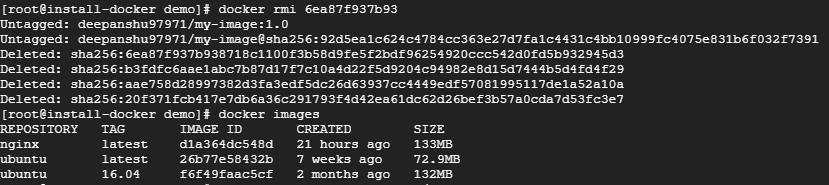 [root@install-docker demo]# docker rmi 6ea87f937b93
Untagged: deepanshu97971/my-image:1.0
Untagged: deepanshu97971/my-image@sha256:92d5ea1c624c4784cc363e27d7fa1c4431c4bb10999fc4075e831b6f032f7391
Deleted: sha256:6ea87f937b938718c1100f3b58d9fe5f2bdf96254920ccc542d0fd5b932945d3
Deleted: sha256:b3fdfc6aae1abc7b87d17f7c10a4d22f5d9204c94982e8d15d7444b5d4fd4f29
Deleted: sha256:aae758d28997382d3fa3edf5dc26d63937cc4449edf57081995117de1a52a10a
Deleted: sha256:20f371fcb417e7db6a36c291793f4d42ea61dc62d26bef3b57a0cda7d53fc3e7
[root@install-docker demo]# docker images
REPOSITORY TAG IMAGE ID CREATED SIZE
nginx latest d1a364dc548d 21 hours ago 133MB
ubuntu latest 26b77e58432b 7 weeks ago 72.9MB
ubuntu 16.04 f6f49faac5cf 2 months ago 132MB